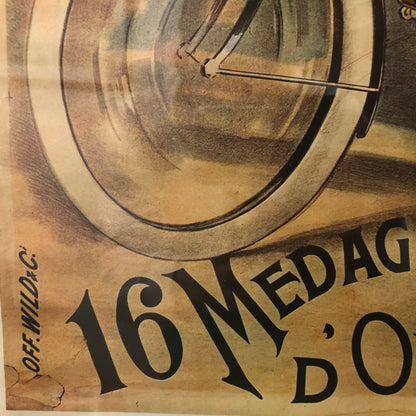 16 MEDAG
D'O
OFF. WILD & C.